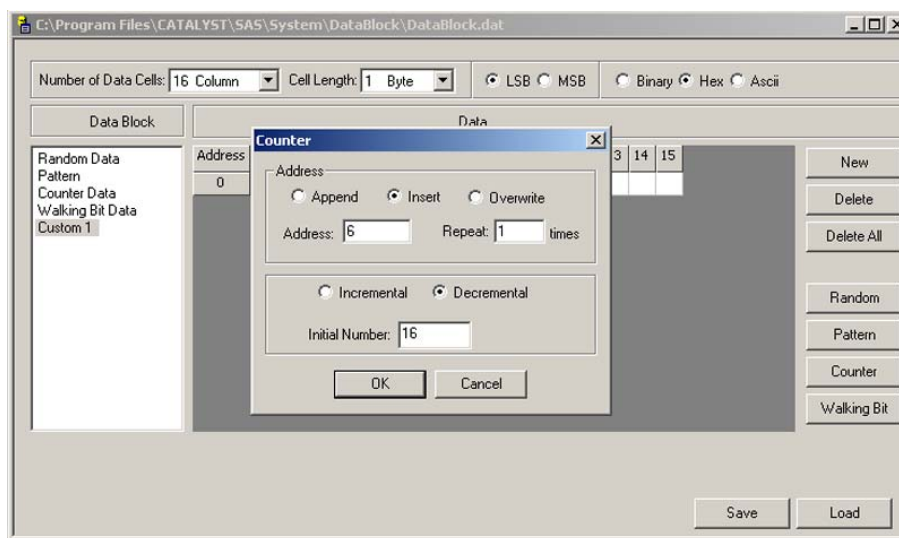 C:\Program Files\CATALYST\SAS\System\DataBlock\DataBlock.dat
Number of Data Cells: 16 Column Cell Length: 1 Byte LSB MSB Binary Hex Ascii
Data Block Data
Random Data
Pattern
Counter Data
Walking Bit Data
Custom 1
Address 3 14 15
0
Counter
Address
Append Insert Overwrite
Address: 6 Repeat: 1 times
Incremental Decremental
Initial Number: 16
OK Cancel
New
Delete
Delete All
Random
Pattern
Counter
Walking Bit
Save Load